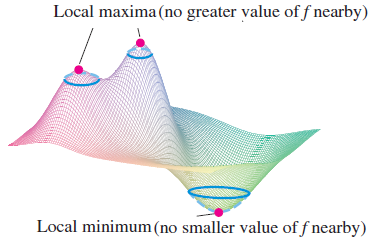 Local maxima (no greater value of f nearby)
Local minimum (no smaller value of f nearby)